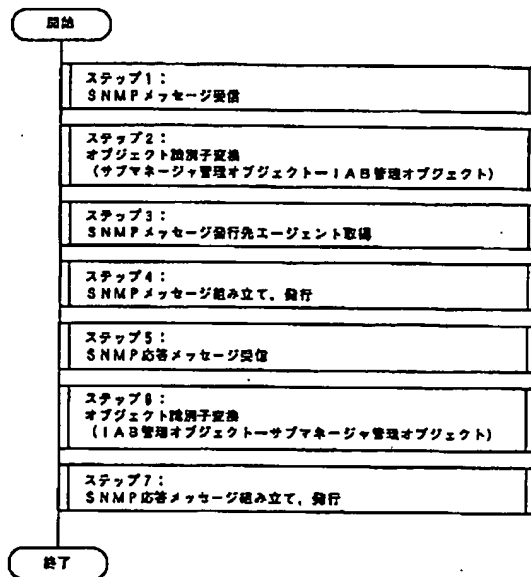 開始
ステップ1：
SNMPメッセージ受信
ステップ2：
オブジェクト識別子変換
（サブマネージャ管理オブジェクト―IAB管理オブジェクト）
ステップ3：
SNMPメッセージ発行先エージェント取得
ステップ4：
SNMPメッセージ組み立て，発行
ステップ5：
SNMP応答メッセージ受信
ステップ6：
オブジェクト識別子変換
（IAB管理オブジェクト―サブマネージャ管理オブジェクト）
ステップ7：
SNMP応答メッセージ組み立て，発行
終了